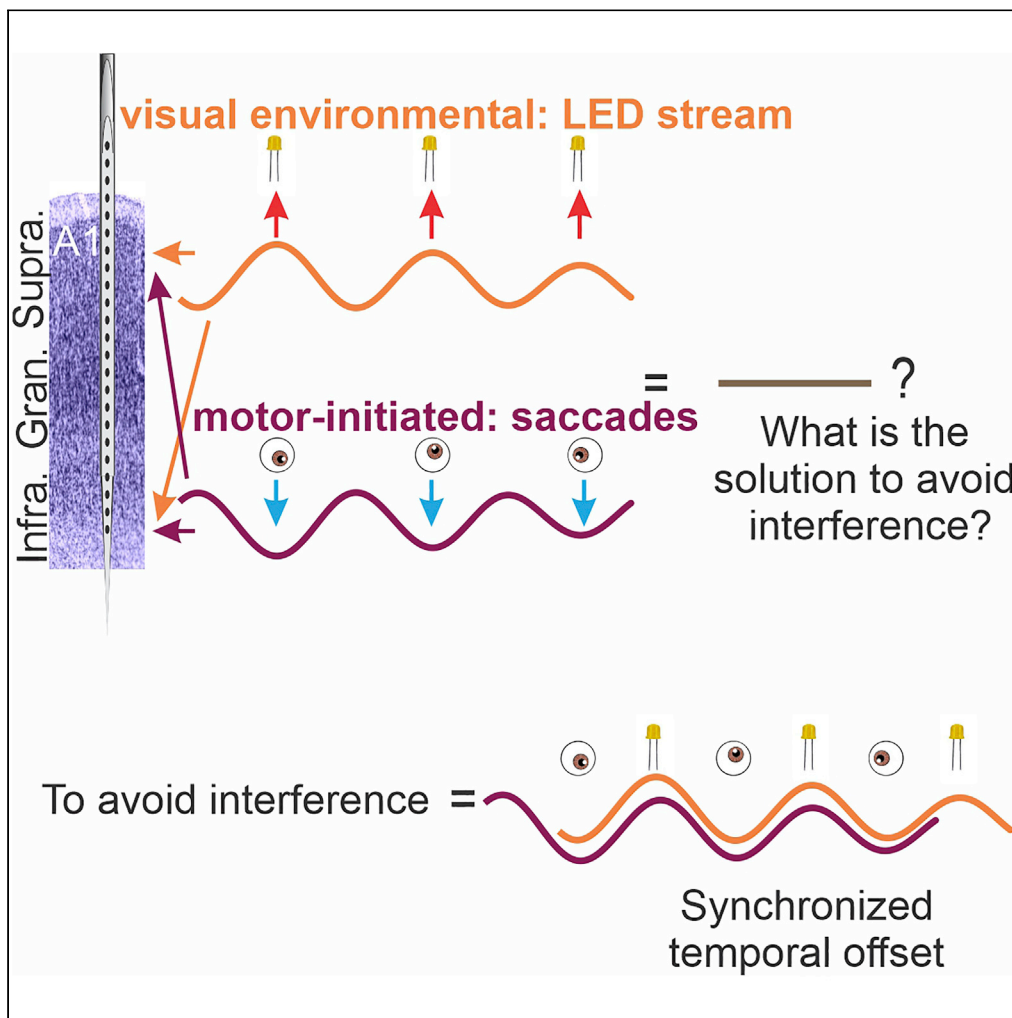 visual environmental: LED stream
A1
Infra. Gran. Supra.
motor-initiated: saccades
= ?
What is the
solution to avoid
interference?
To avoid interference =
Synchronized
temporal offset